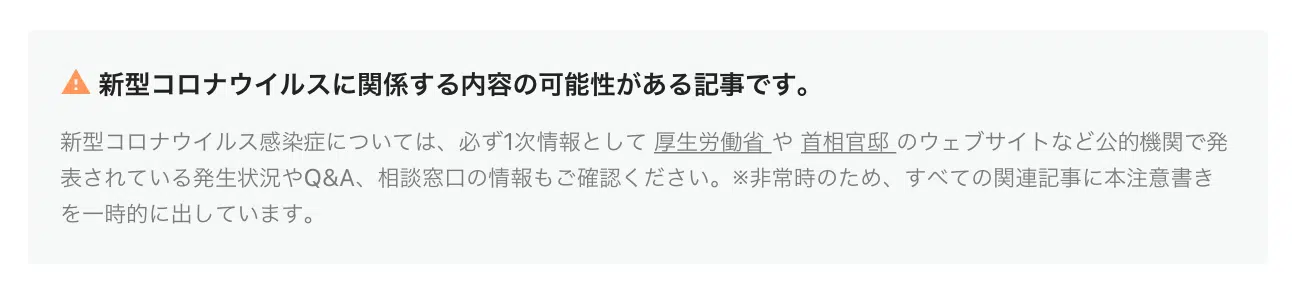 新型コロナウイルスに関係する内容の可能性がある記事です。
新型コロナウイルス感染症については、必ず1次情報として 厚生労働省 や 首相官邸 のウェブサイトなど公的機関で発
表されている発生状況やQ&A、相談窓口の情報もご確認ください。※非常時のため、すべての関連記事に本注意書き
を一時的に出しています。